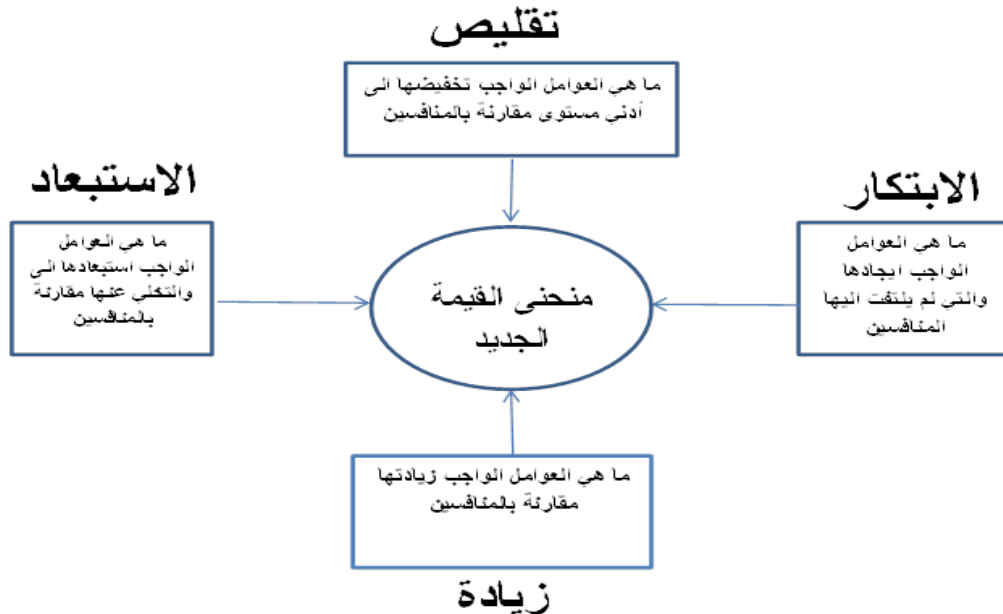 تقليص
ما هي العوامل الواجب تخفيضها الى
أدني مستوى مقارنة بالمنافسين
الابتكار
ما هي العوامل
الواجب ايجادها
والتي لم يلتفت اليها
المنافسين
الاستبعاد
ما هي العوامل
الواجب استبعادها الى
والتخلي عنها مقارنة
بالمنافسين
منحنى القيمة
الجديد
ما هي العوامل الواجب زيادتها
مقارنة بالمنافسين
زيادة